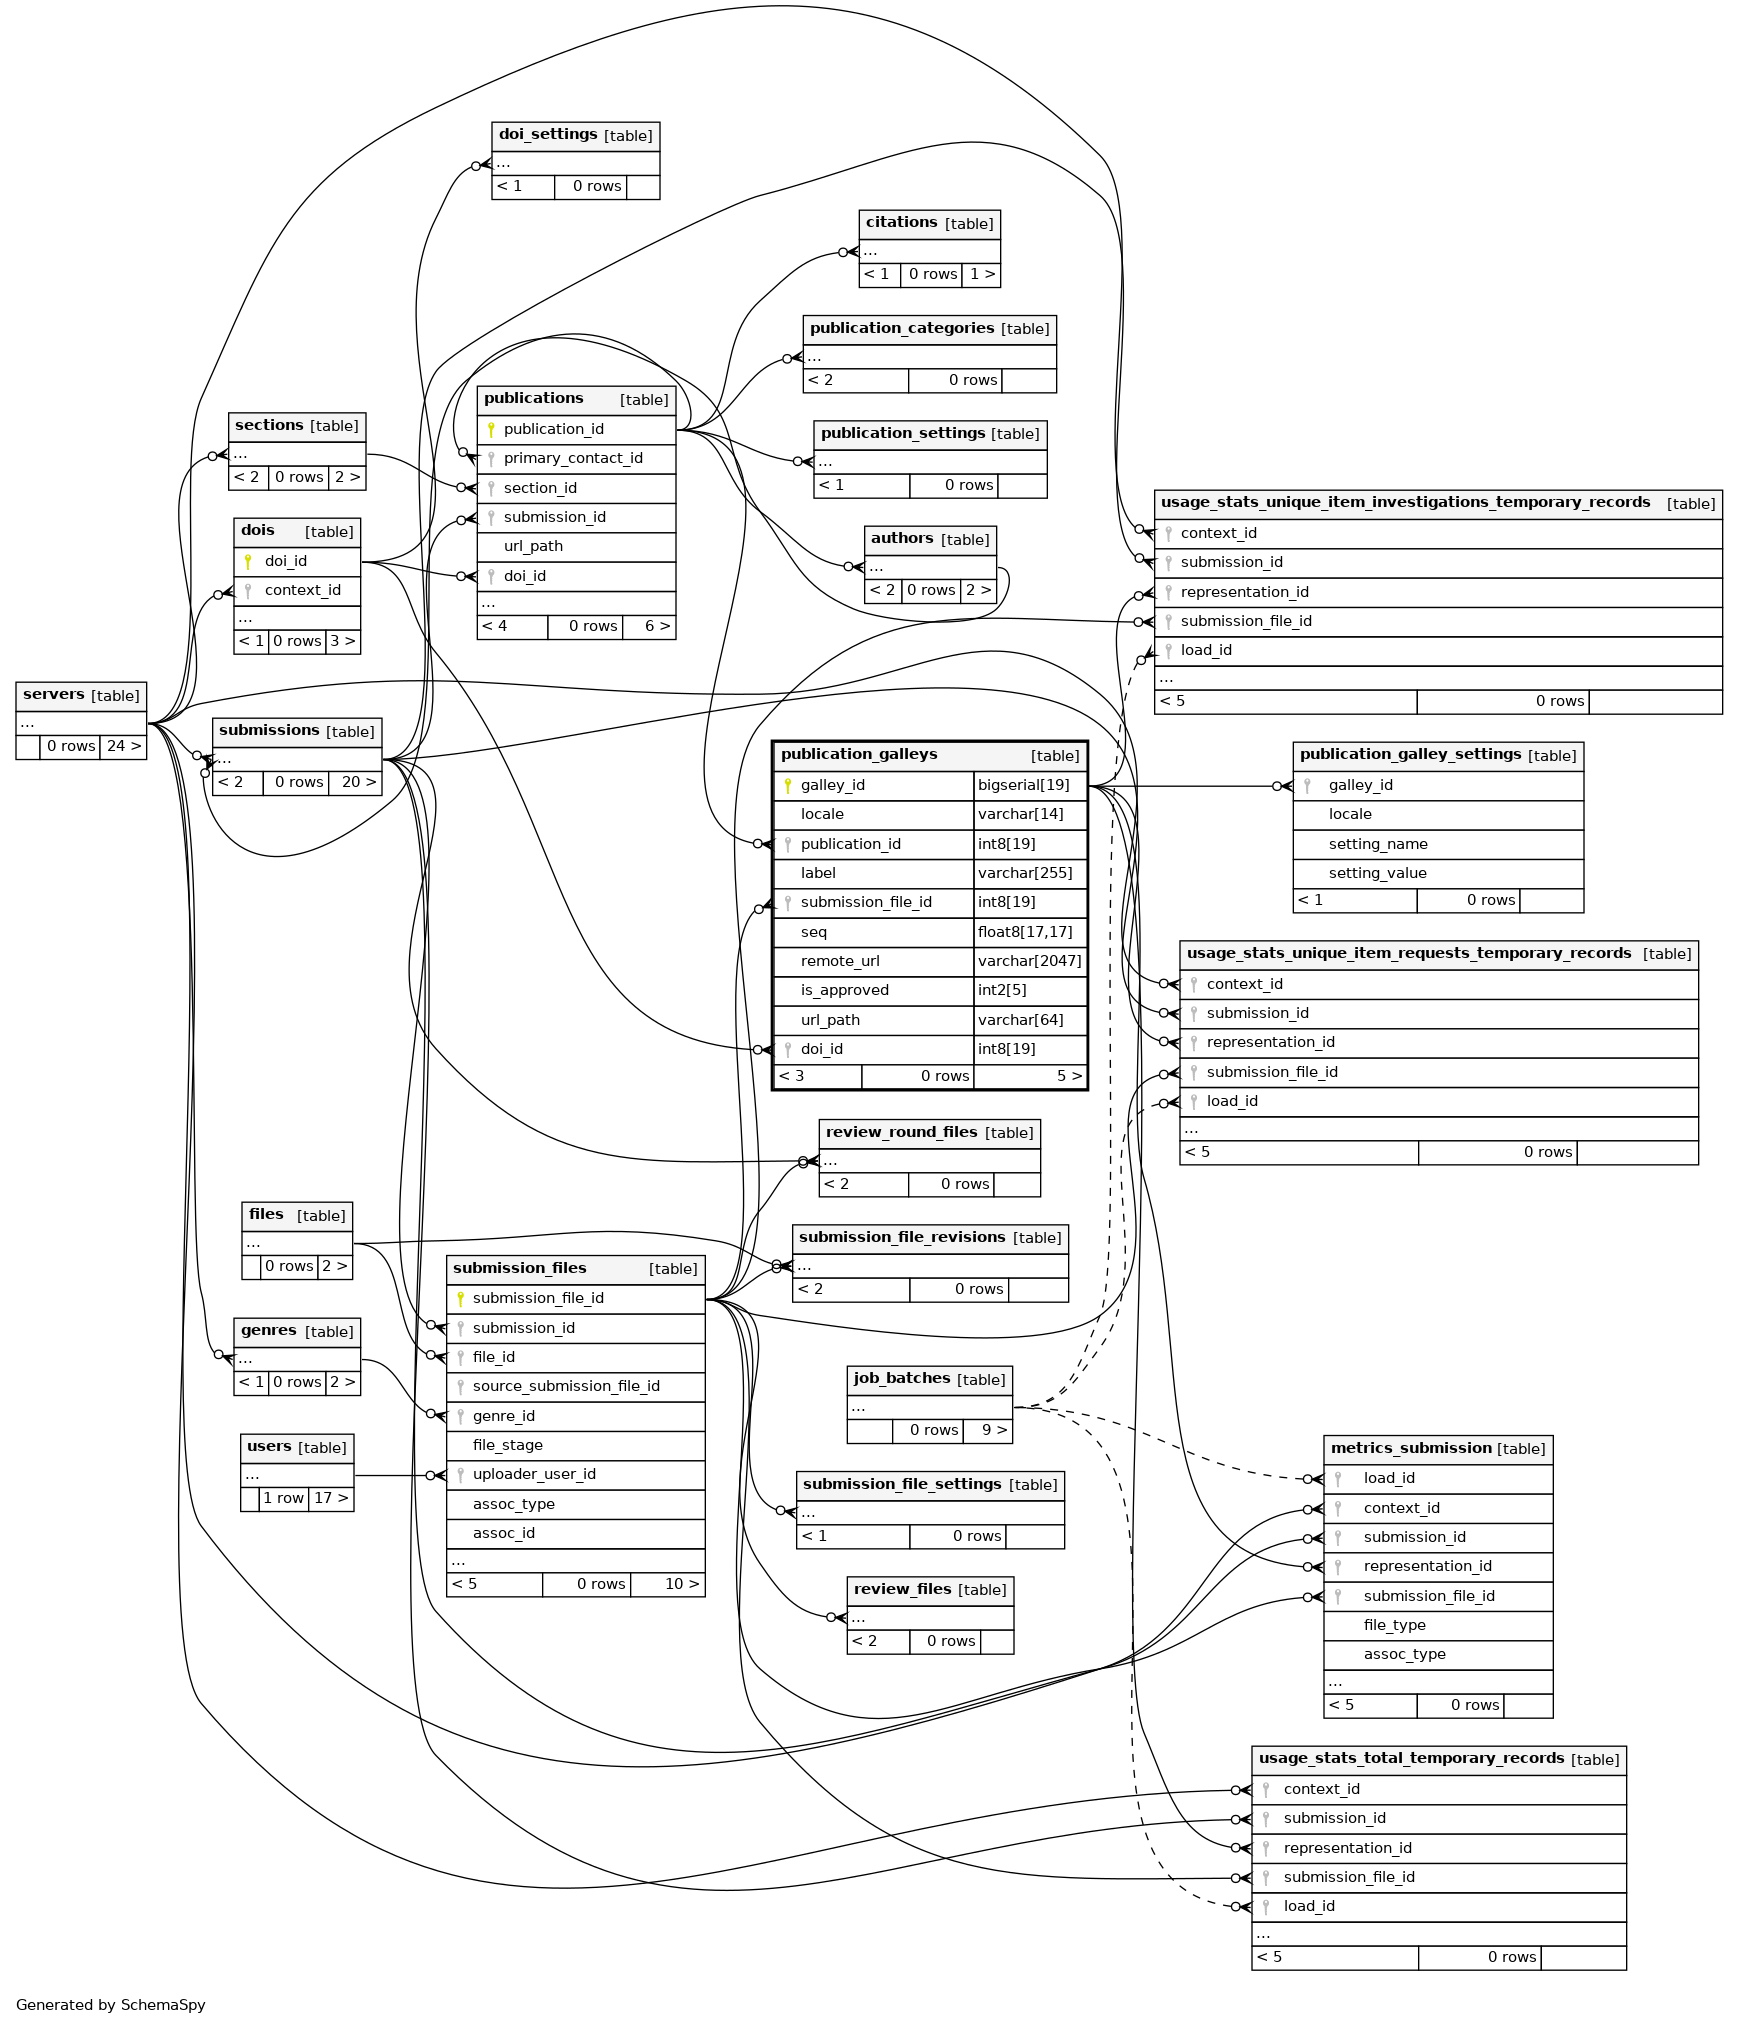 doi_settings [table]
...
< 1 0 rows
citations [table]
...
< 1 0 rows 1 >
publication_categories [table]
...
< 2 0 rows
publications [table]
publication_id
primary_contact_id
section_id
submission_id
url_path
doi_id
...
< 4 0 rows 6 >
sections [table]
...
< 2 0 rows 2 >
publication_settings [table]
...
< 1 0 rows
usage_stats_unique_item_investigations_temporary_records [table]
context_id
submission_id
representation_id
submission_file_id
load_id
...
< 5 0 rows
dois [table]
doi_id
context_id
...
< 1 0 rows 3 >
authors [table]
...
< 2 0 rows 2 >
servers [table]
...
0 rows 24 >
submissions [table]
...
< 2 0 rows 20 >
publication_galleys [table]
galley_id bigserial[19]
locale varchar[14]
publication_id int8[19]
label varchar[255]
submission_file_id int8[19]
seq float8[17,17]
remote_url varchar[2047]
is_approved int2[5]
url_path varchar[64]
doi_id int8[19]
< 3 0 rows 5 >
publication_galley_settings [table]
galley_id
locale
setting_name
setting_value
< 1 0 rows
usage_stats_unique_item_requests_temporary_records [table]
context_id
submission_id
representation_id
submission_file_id
load_id
...
< 5 0 rows
review_round_files [table]
...
< 2 0 rows
files [table]
...
0 rows 2 >
submission_file_revisions [table]
...
< 2 0 rows
submission_files [table]
submission_file_id
submission_id
file_id
source_submission_file_id
genre_id
file_stage
uploader_user_id
assoc_type
assoc_id
...
< 5 0 rows 10 >
genres [table]
...
< 1 0 rows 2 >
job_batches [table]
...
0 rows 9 >
users [table]
...
1 row 17 >
metrics_submission [table]
load_id
context_id
submission_id
representation_id
submission_file_id
file_type
assoc_type
...
< 5 0 rows
submission_file_settings [table]
...
< 1 0 rows
review_files [table]
...
< 2 0 rows
usage_stats_total_temporary_records [table]
context_id
submission_id
representation_id
submission_file_id
load_id
...
< 5 0 rows
Generated by SchemaSpy